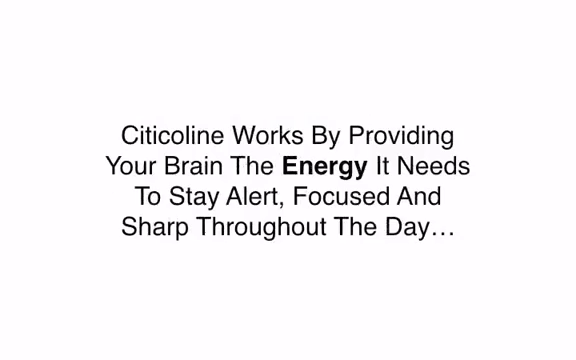 Citicoline Works By Providing
Your Brain The Energy It Needs
To Stay Alert, Focused And
Sharp Throughout The Day…